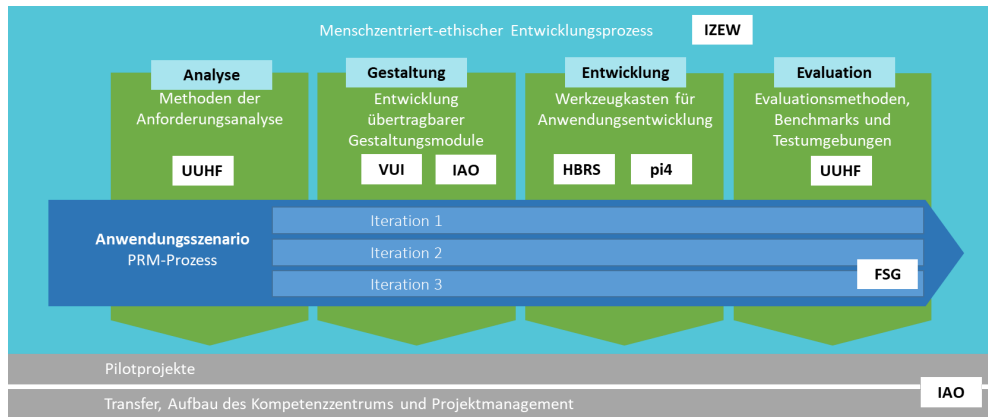 Menschzentriert-ethischer Entwicklungsprozess
IZEW
Analyse
Methoden der
Anforderungsanalyse
UUHF
Gestaltung
Entwicklung
übertragbarer
Gestaltungsmodule
VUI
IAO
Entwicklung
Werkzeugkasten für
Anwendungsentwicklung
HBRS
pi4
Evaluation
Evaluationsmethoden,
Benchmarks und
Testumgebungen
UUHF
Anwendungsszenario
PRM-Prozess
Iteration 1
Iteration 2
Iteration 3
FSG
Pilotprojekte
Transfer, Aufbau des Kompetenzzentrums und Projektmanagement
IAO